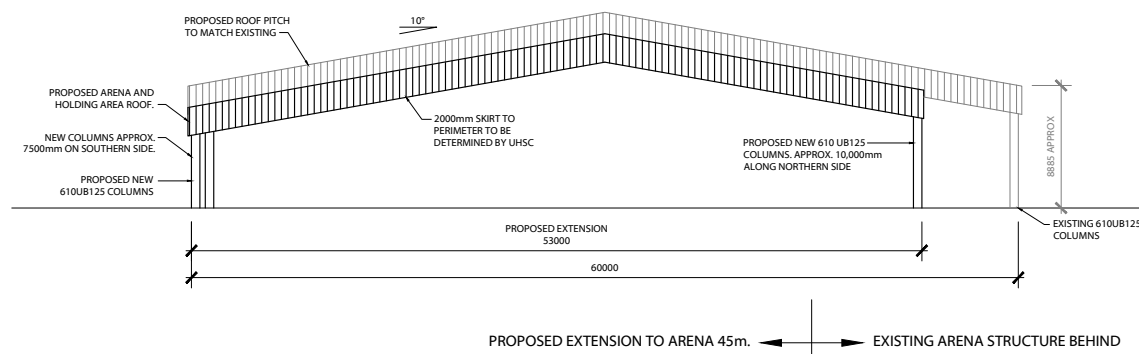 PROPOSED ROOF PITCH
TO MATCH EXISTING
10°
PROPOSED ARENA AND
HOLDING AREA ROOF.
NEW COLUMNS APPROX.
7500mm ON SOUTHERN SIDE.
PROPOSED NEW
610UB125 COLUMNS
2000mm SKIRT TO
PERIMETER TO BE
DETERMINED BY UHSC
PROPOSED NEW 610 UB125
COLUMNS. APPROX. 10,000mm
ALONG NORTHERN SIDE
8885 APPROX
EXISTING 610UB125
COLUMNS
PROPOSED EXTENSION
53000
60000
PROPOSED EXTENSION TO ARENA 45m.
EXISTING ARENA STRUCTURE BEHIND